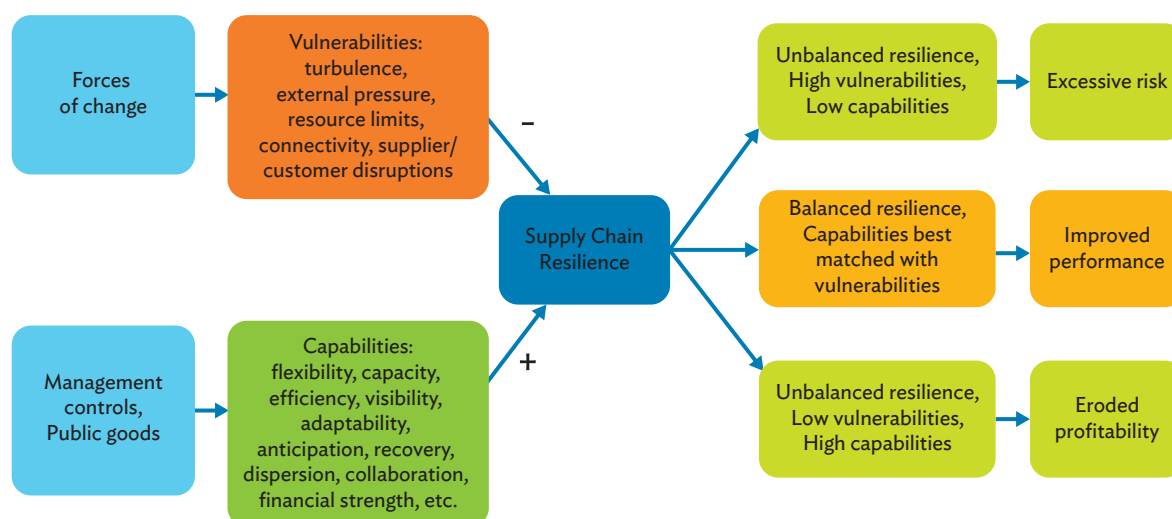 Forces
of change
Vulnerabilities:
turbulence,
external pressure,
resource limits,
connectivity, supplier/
customer disruptions
–
Management
controls,
Public goods
Capabilities:
flexibility, capacity,
efficiency, visibility,
adaptability,
anticipation, recovery,
dispersion, collaboration,
financial strength, etc.
+
Supply Chain
Resilience
Unbalanced resilience,
High vulnerabilities,
Low capabilities
Excessive risk
Balanced resilience,
Capabilities best
matched with
vulnerabilities
Improved
performance
Unbalanced resilience,
Low vulnerabilities,
High capabilities
Eroded
profitability